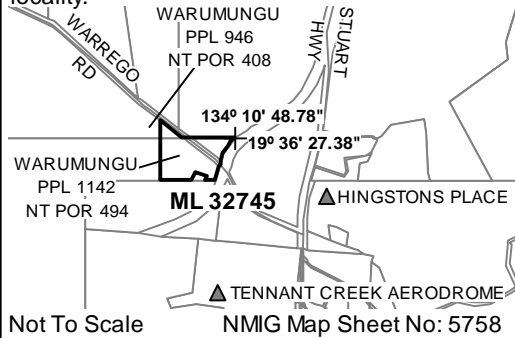 locality.
WARUMUNGU
PPL 946
NT POR 408
WARREGO
RD
STUART
HWY
134º 10' 48.78"
19º 36' 27.38"
WARUMUNGU
PPL 1142
NT POR 494
ML 32745
HINGSTONS PLACE
TENNANT CREEK AERODROME
Not To Scale
NMIG Map Sheet No: 5758